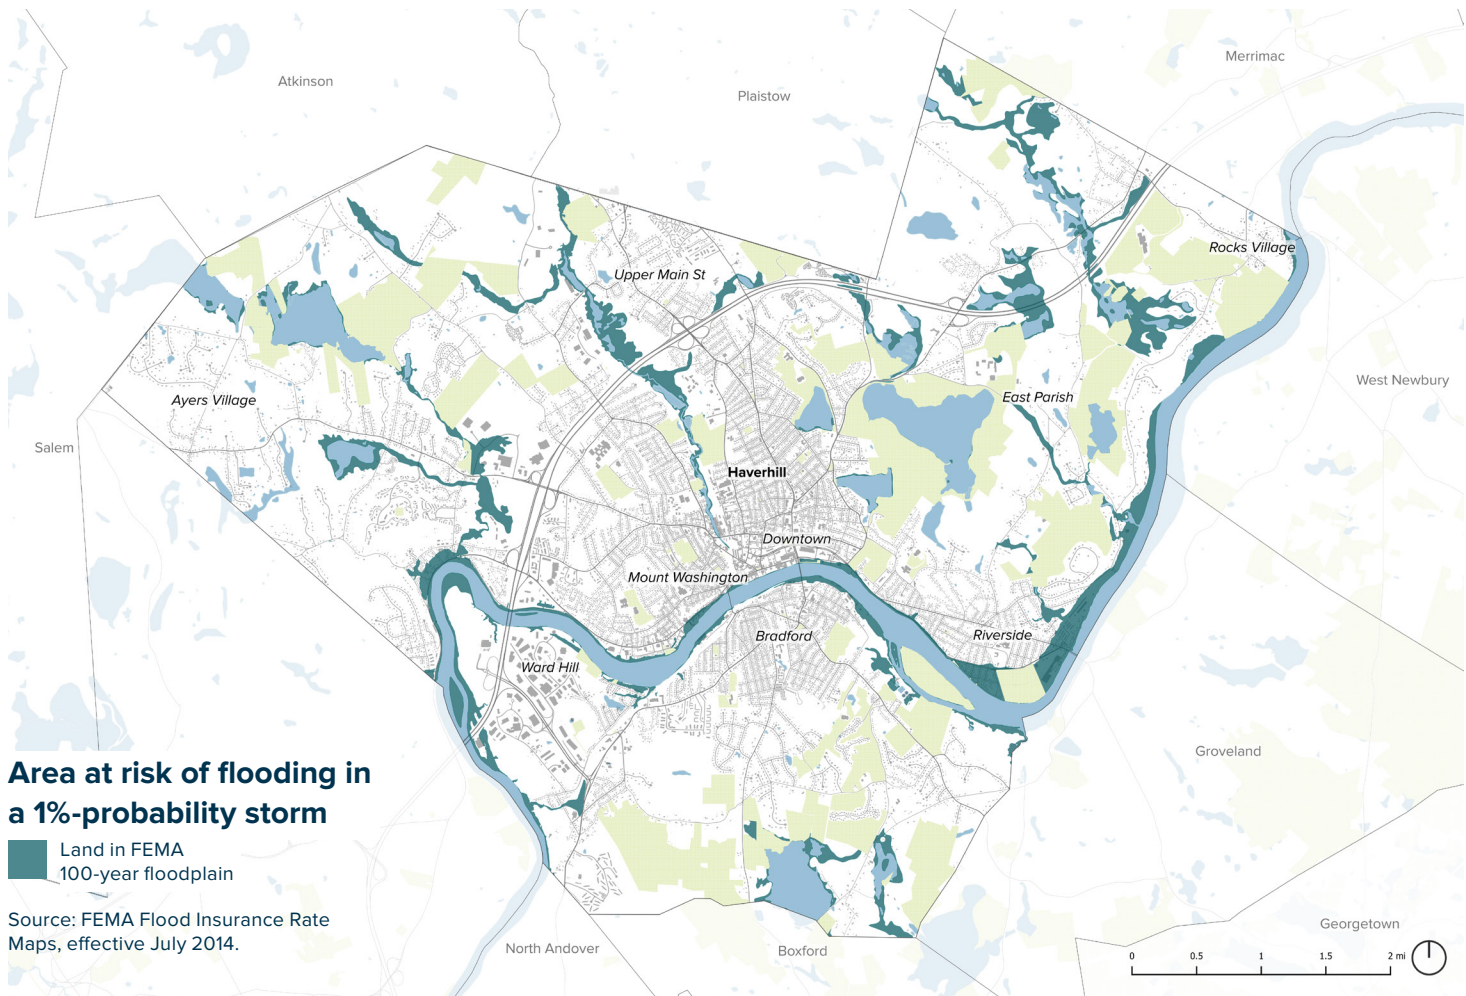 Merrimac
Atkinson
Plaistow
Rocks Village
Upper Main St
West Newbury
East Parish
Ayers Village
Salem
Haverhill
Downtown
Mount Washington
Bradford
Riverside
Ward Hill
Groveland
Area at risk of flooding in
a 1%-probability storm
Land in FEMA
100-year floodplain
Source: FEMA Flood Insurance Rate
Maps, effective July 2014.
North Andover
Boxford
Georgetown
0 0.5 1 1.5 2 mi